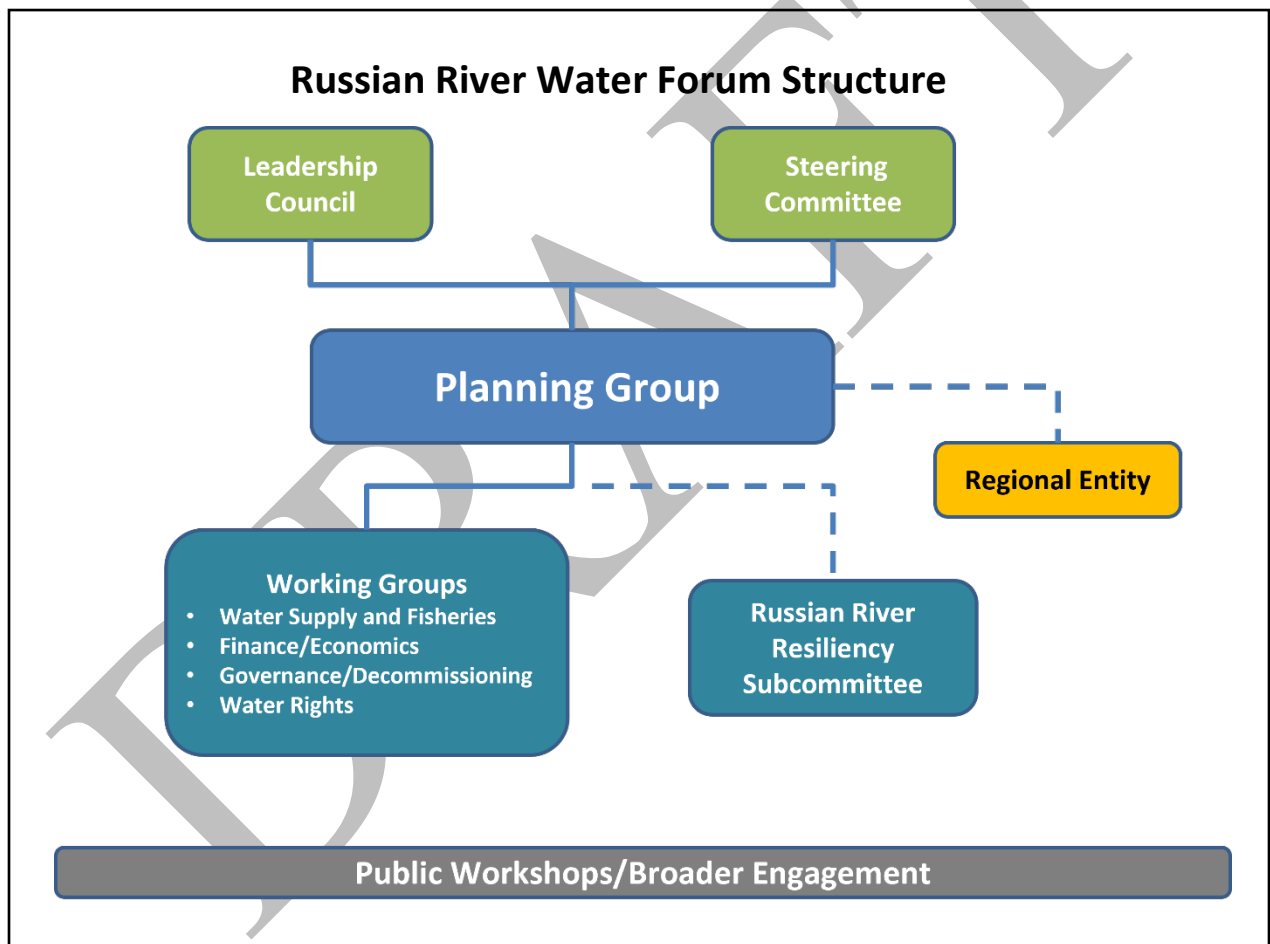 Russian River Water Forum Structure
Leadership
Council
Steering
Committee
Planning Group
Regional Entity
Working Groups
• Water Supply and Fisheries
• Finance/Economics
• Governance/Decommissioning
• Water Rights
Russian River
Resiliency
Subcommittee
Public Workshops/Broader Engagement
DRAFT